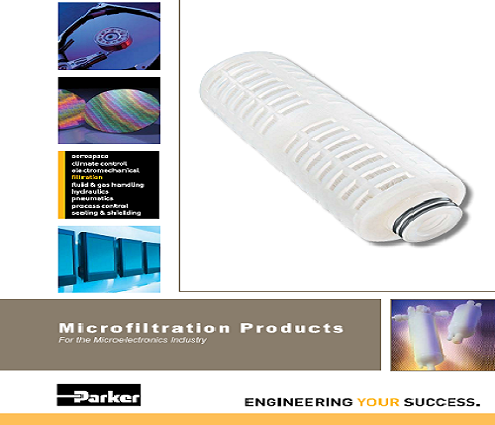 aerospace
climate control
electromechanical
filtration
fluid & gas handling
hydraulics
pneumatics
process control
sealing & shielding
Microfiltration Products
For the Microelectronics Industry
Parker
ENGINEERING YOUR SUCCESS.